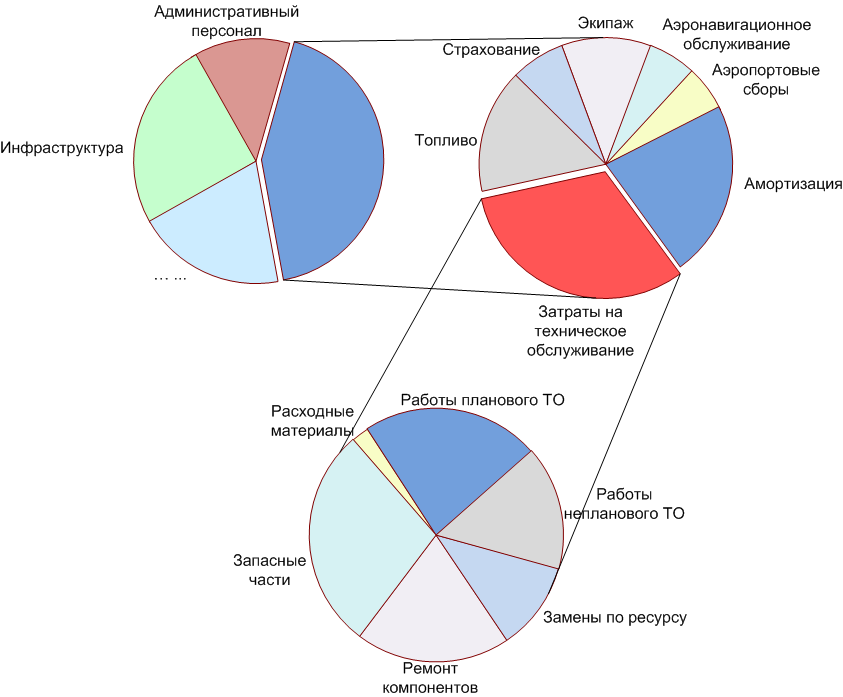 Административный
персонал
Инфраструктура
... ...
Экипаж
Страхование
Аэронавигационное
обслуживание
Аэропортовые
сборы
Топливо
Амортизация
Затраты на
техническое
обслуживание
Расходные
материалы
Работы планового ТО
Работы
непланового ТО
Запасные
части
Замены по ресурсу
Ремонт
компонентов